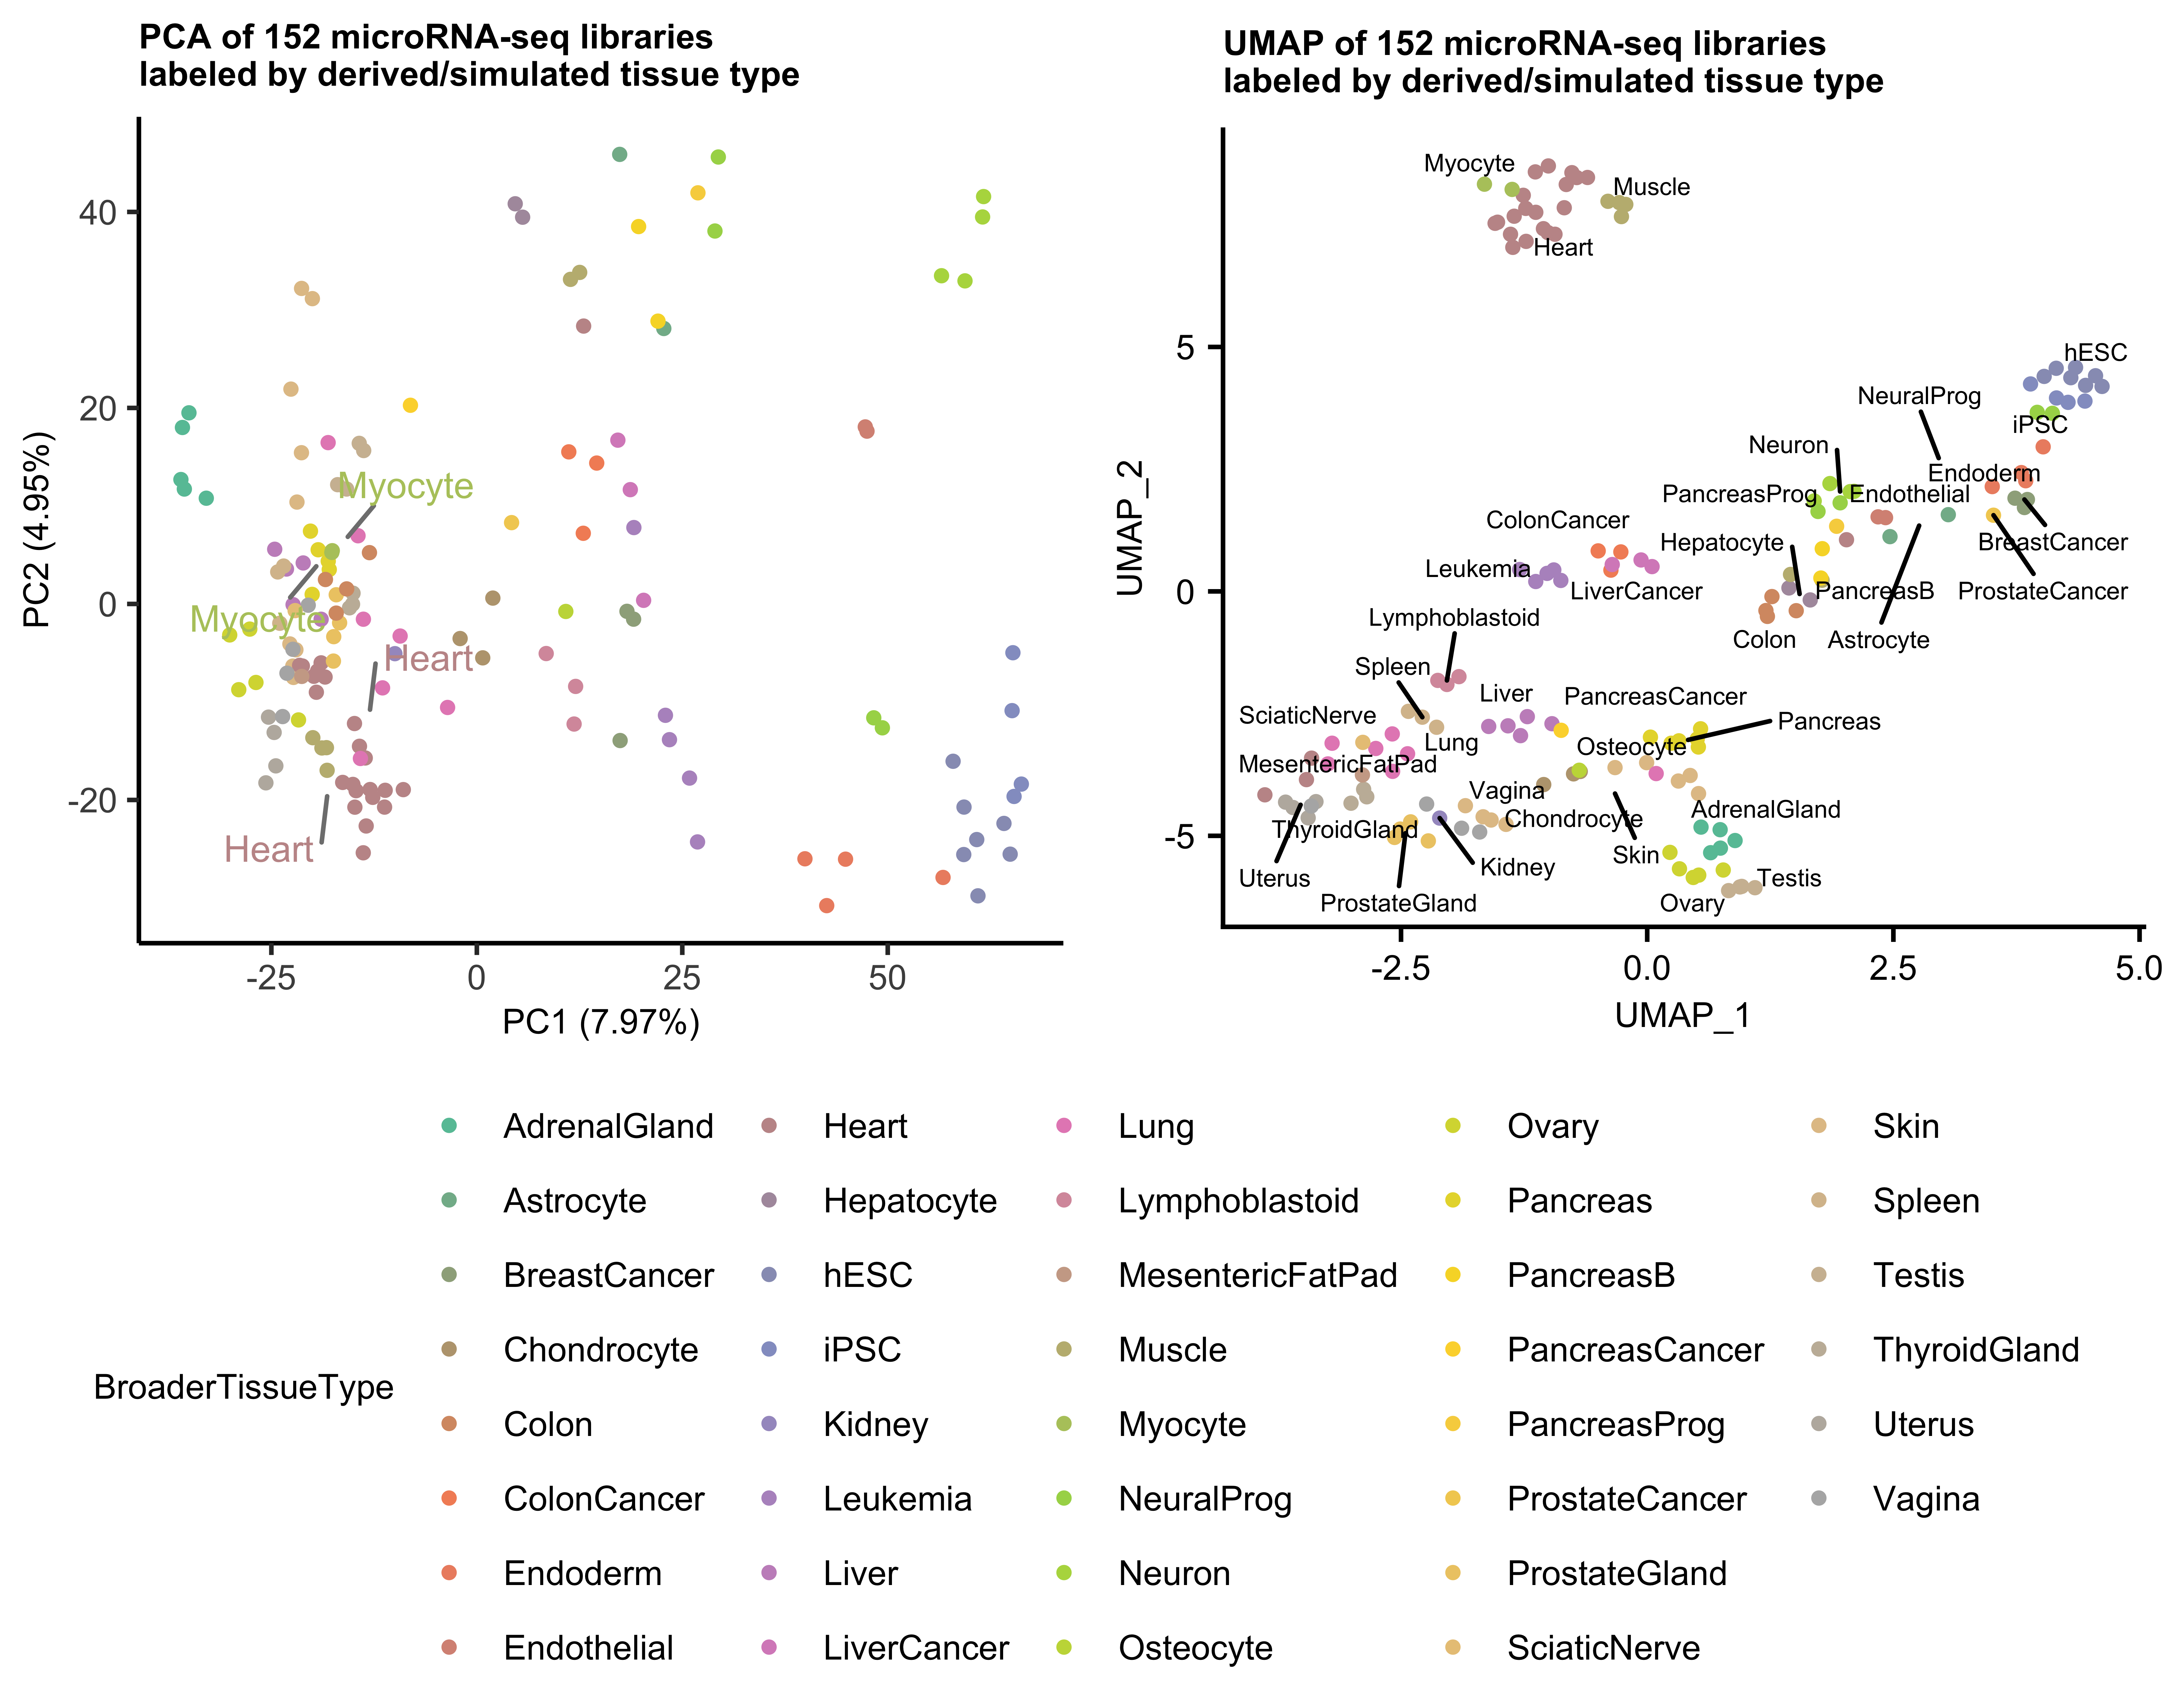 PCA of 152 microRNA-seq libraries
labeled by derived/simulated tissue type
40
20
0
-20
PC2 (4.95%)
Myocyte
Myocyte
Heart
Heart
-25
0
25
50
PC1 (7.97%)
UMAP of 152 microRNA-seq libraries
labeled by derived/simulated tissue type
5
0
-5
UMAP_2
Myocyte
Muscle
Heart
hESC
NeuralProg
iPSC
Neuron
Endoderm
PancreasProg
Endothelial
ColonCancer
Hepatocyte
BreastCancer
Leukemia
LiverCancer
PancreasB
ProstateCancer
Lymphoblastoid
Colon
Astrocyte
Spleen
Liver
PancreasCancer
SciaticNerve
Pancreas
Lung
Osteocyte
MesentericFatPad
Vagina
AdrenalGland
ThyroidGland
Chondrocyte
Skin
Kidney
Uterus
Testis
ProstateGland
Ovary
-2.5
0.0
2.5
5.0
UMAP_1
BroaderTissueType
AdrenalGland
Astrocyte
BreastCancer
Chondrocyte
Colon
ColonCancer
Endoderm
Endothelial
Heart
Hepatocyte
hESC
iPSC
Kidney
Leukemia
Liver
LiverCancer
Lung
Lymphoblastoid
MesentericFatPad
Muscle
Myocyte
NeuralProg
Neuron
Osteocyte
Ovary
Pancreas
PancreasB
PancreasCancer
PancreasProg
ProstateCancer
ProstateGland
SciaticNerve
Skin
Spleen
Testis
ThyroidGland
Uterus
Vagina